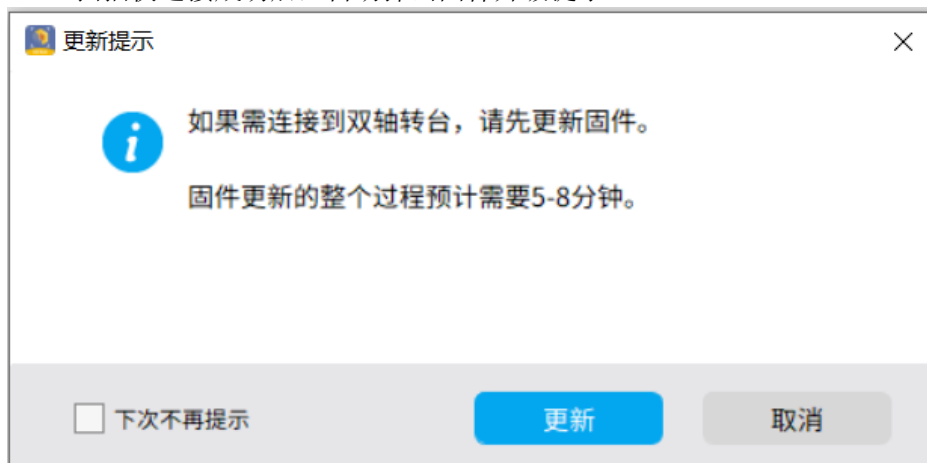 更新提示
如果需连接到双轴转台，请先更新固件。
固件更新的整个过程预计需要5-8分钟。
下次不再提示
更新
取消